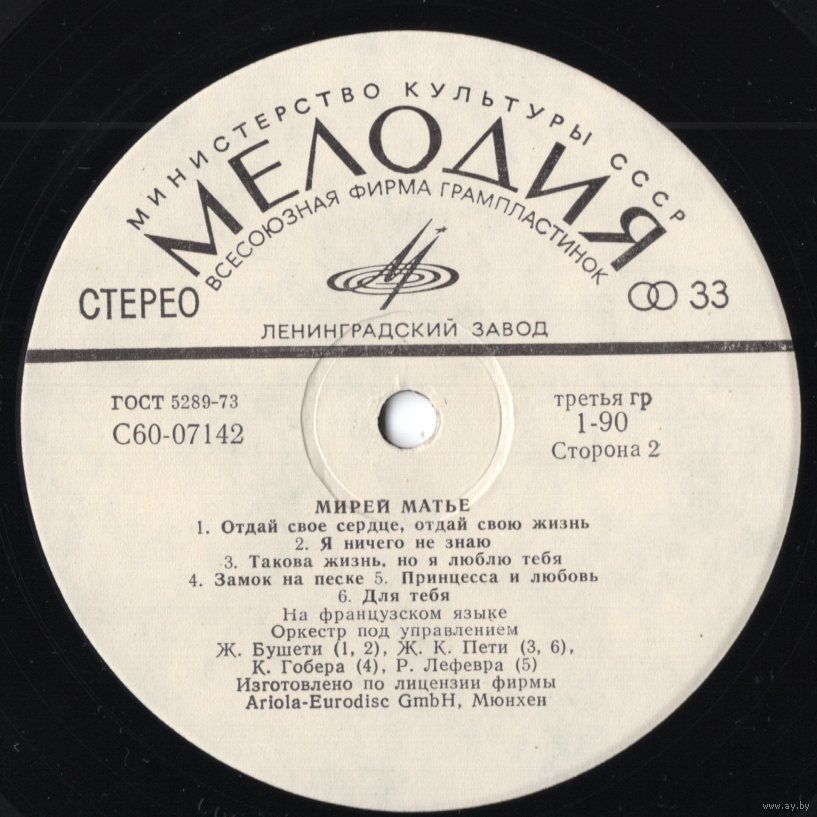 МИНИСТЕРСТВО КУЛЬТУРЫ СССР
МЕЛОДИЯ
ВСЕСОЮЗНАЯ ФИРМА ГРАМПЛАСТИНОК
СТЕРЕО
33
ЛЕНИНГРАДСКИЙ ЗАВОД
ГОСТ 5289-73
С60-07142
третья гр
1-90
Сторона 2
МИРЕЙ МАТЬЕ
1. Отдай свое сердце, отдай свою жизнь
2. Я ничего не знаю
3. Такова жизнь, но я люблю тебя
4. Замок на песке 5. Принцесса и любовь
6. Для тебя
На французском языке
Оркестр под управлением
Ж. Бушети (1, 2), Ж. К. Пети (3, 6),
К. Гобера (4), Р. Лефевра (5)
Изготовлено по лицензии фирмы
Ariola-Eurodisc GmbH, Мюнхен
www.ay.by